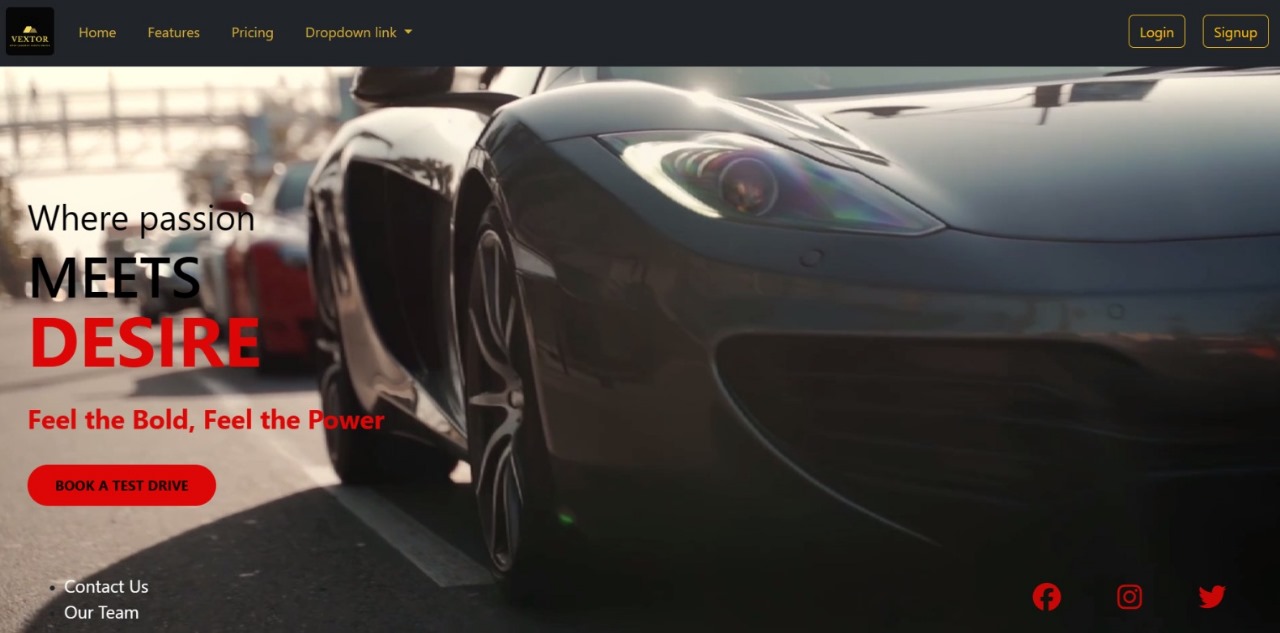 VEXTOR
Home
Features
Pricing
Dropdown link
Login
Signup
Where passion
MEETS
DESIRE
Feel the Bold, Feel the Power
BOOK A TEST DRIVE
Contact Us
Our Team